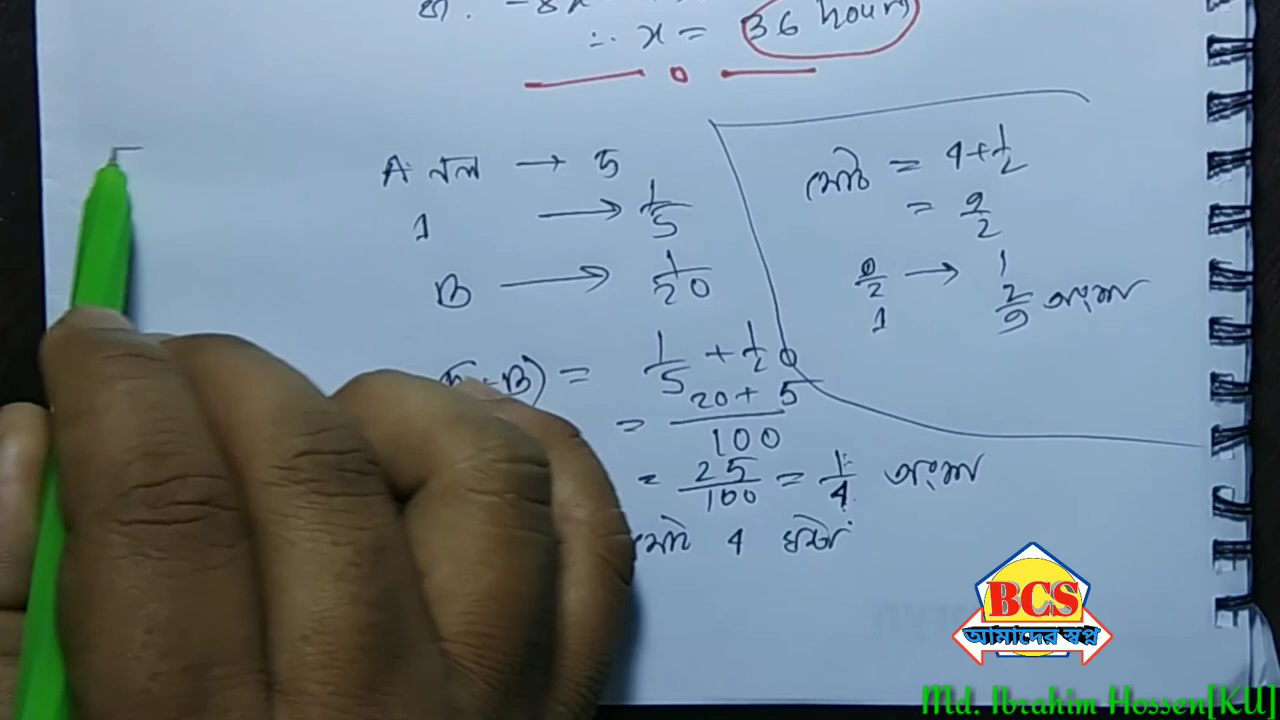 ∴ x = 36 hours
A নল → 5
1 → 1/5
B → 1/20
+B) = 1/5 + 1/20
= 20+5/100
= 25/100 = 1/4 অংশ
4 ঘন্টা
মোট = 4+1/2
= 9/2
9/2 → 1
1 2/9 অংশ
BCS
আমাদের স্বপ্ন
Md. Ibrahim Hossen[KU]